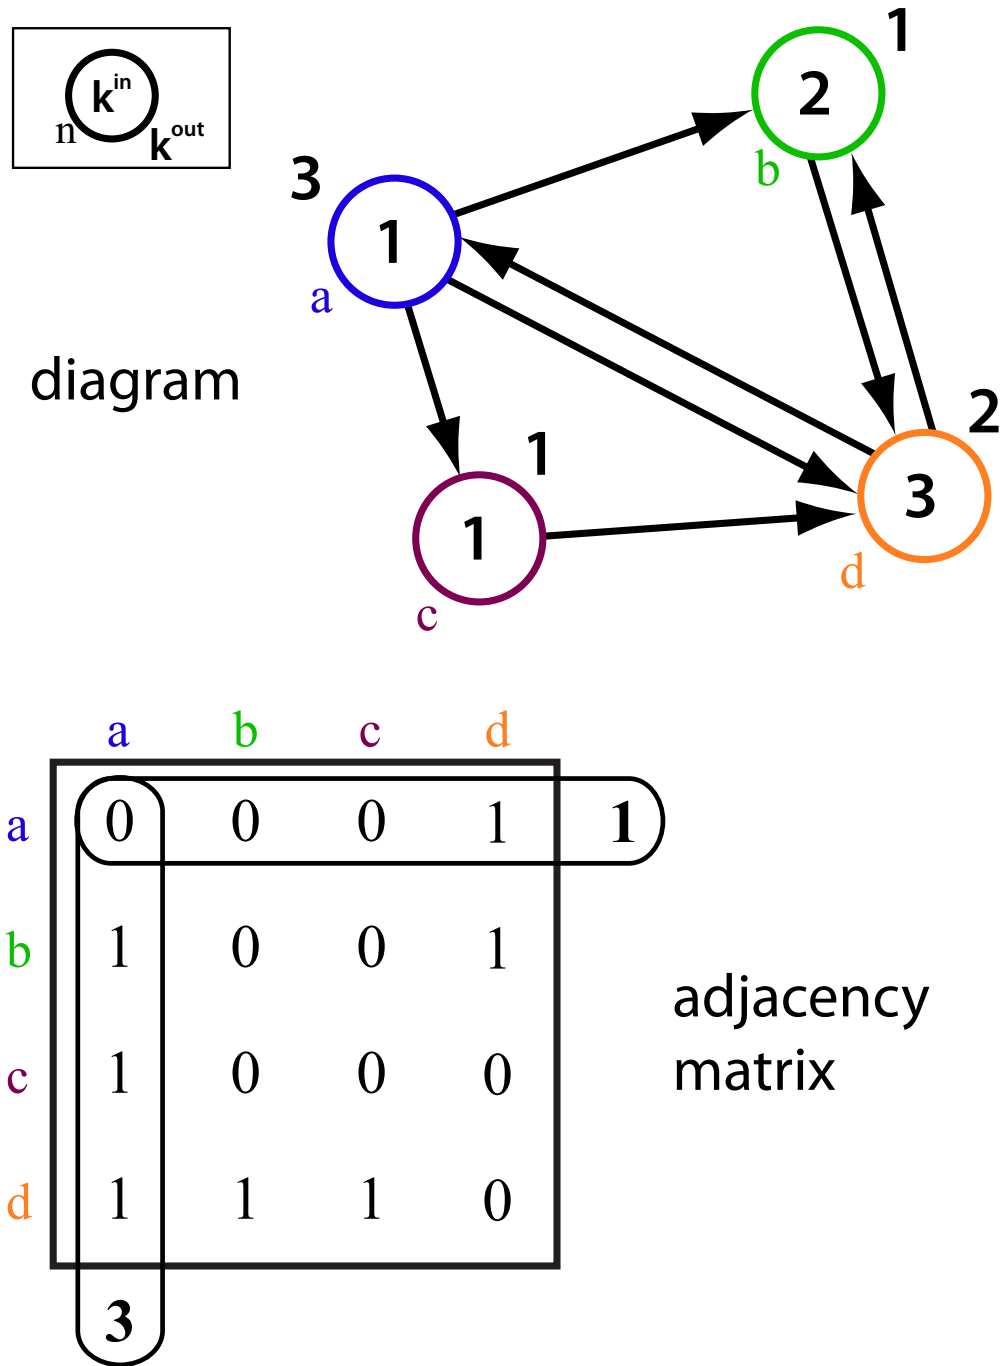 k^in
n
k^out
1
2
b
3
1
a
diagram
2
3
d
1
1
c
a b c d
a 0 0 0 1 1
b 1 0 0 1
c 1 0 0 0
d 1 1 1 0
3
adjacency
matrix